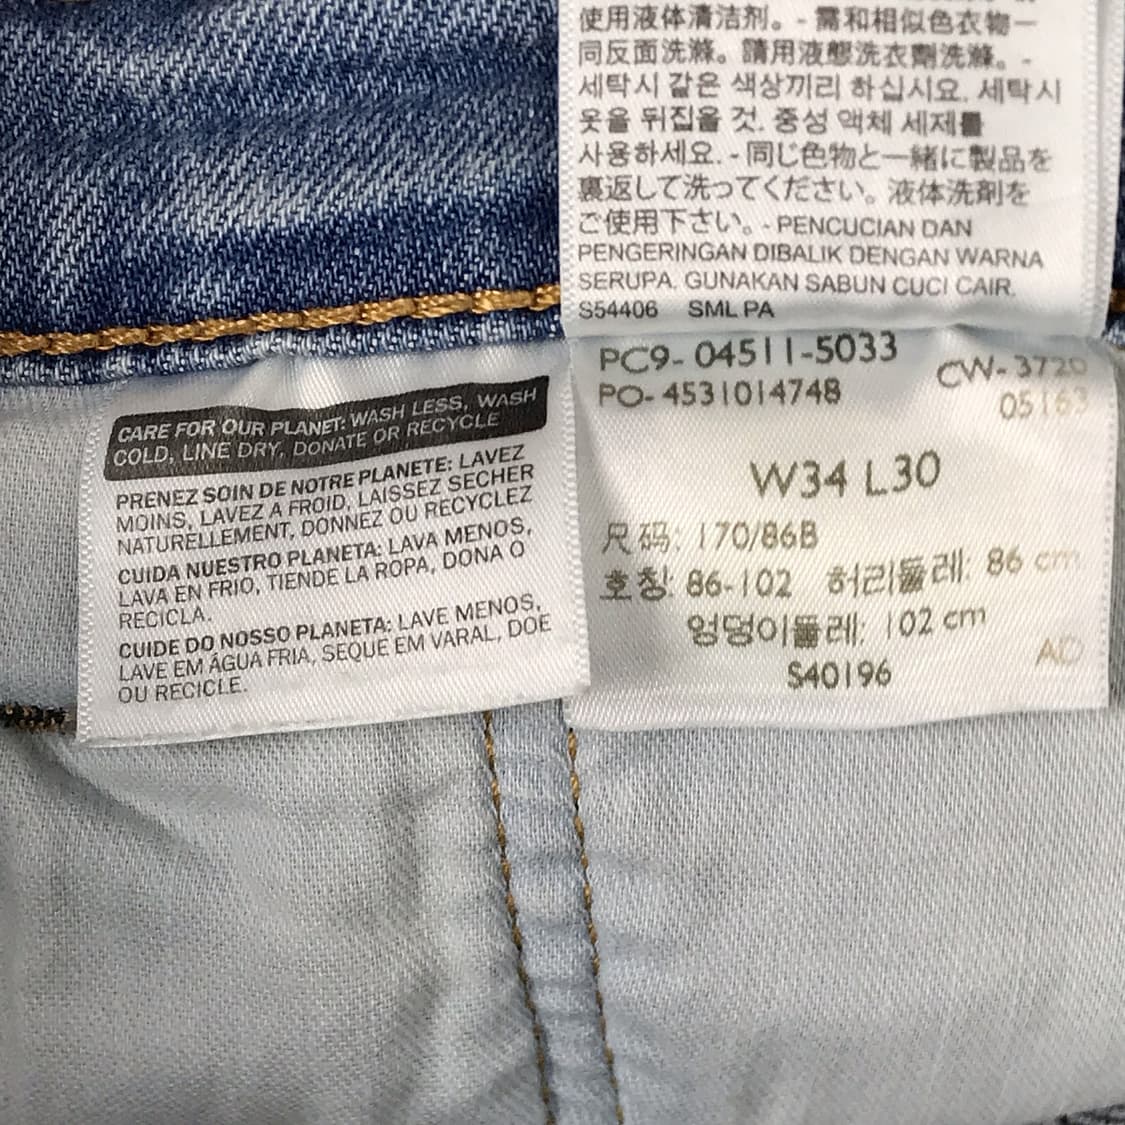 使用液体清洁剂。- 需和相似色衣物一
同反面洗滌。請用液態洗衣劑洗滌。-
세탁시 같은 색상끼리 하십시요. 세탁시
옷을 뒤집을 것. 중성 액체 세제를
사용하세요. - 同じ色物と一緒に製品を
裏返して洗ってください。液体洗剤を
ご使用下さい。- PENCUCIAN DAN
PENGERINGAN DIBALIK DENGAN WARNA
SERUPA. GUNAKAN SABUN CUCI CAIR.
S54406 SML PA
CARE FOR OUR PLANET: WASH LESS, WASH
COLD, LINE DRY, DONATE OR RECYCLE
PRENEZ SOIN DE NOTRE PLANETE: LAVEZ
MOINS, LAVEZ A FROID, LAISSEZ SECHER
NATURELLEMENT, DONNEZ OU RECYCLEZ
CUIDA NUESTRO PLANETA: LAVA MENOS,
LAVA EN FRIO, TIENDE LA ROPA, DONA O
RECICLA.
CUIDE DO NOSSO PLANETA: LAVE MENOS,
LAVE EM ÁGUA FRIA, SEQUE EM VARAL, DOE
OU RECICLE.
PC9- 04511-5033
PO- 4531014748
CW- 3720
05163
W34 L30
尺码: 170/86B
호칭: 86-102 허리둘레: 86 cm
엉덩이둘레: 102 cm
S40196
AD